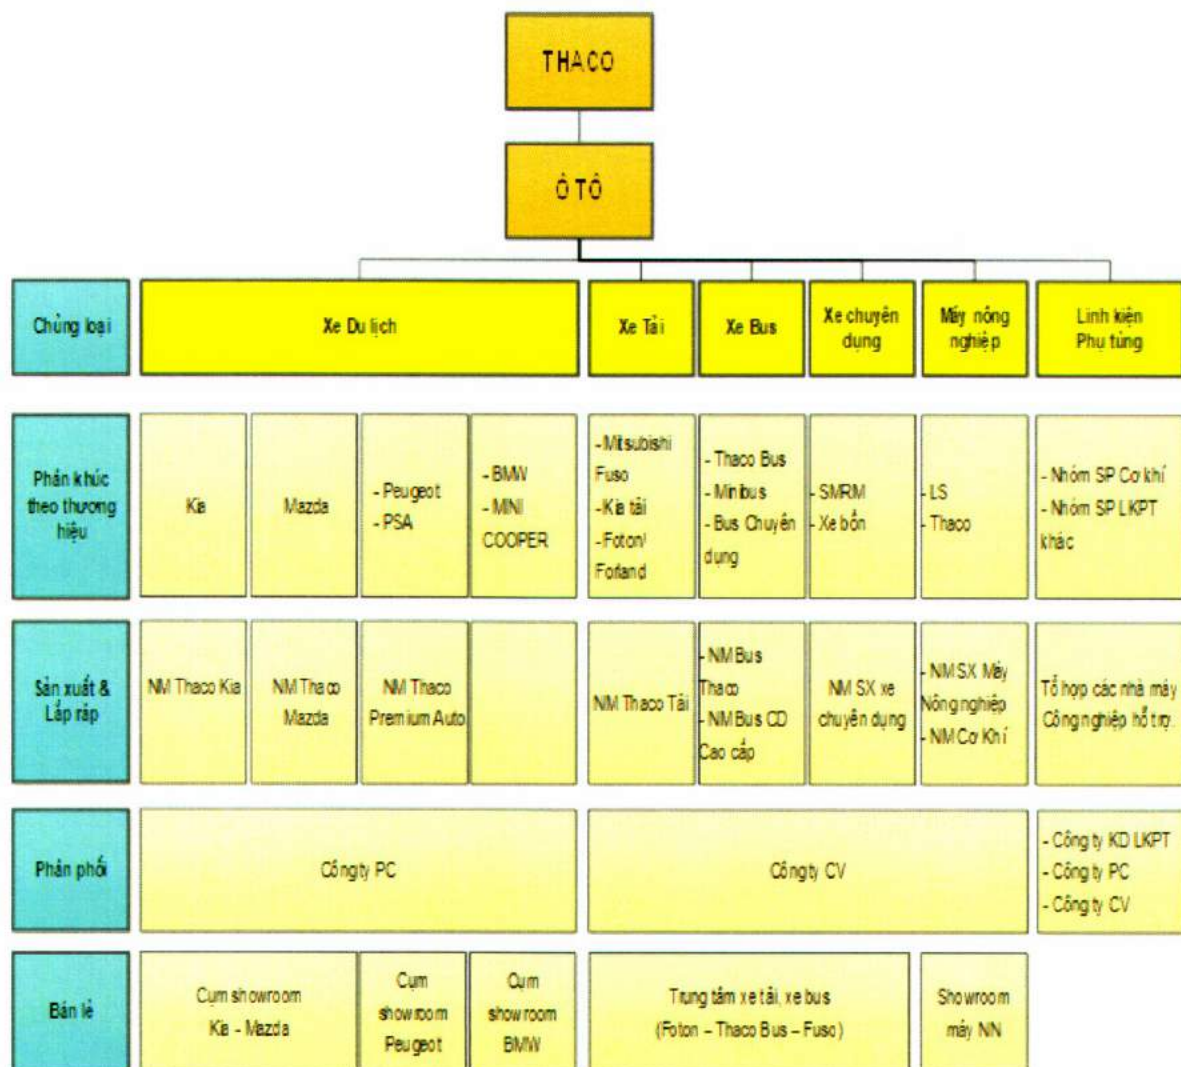 THACO
Ô TÔ
Chủng loại
Xe Du lịch
Xe Tải
Xe Bus
Xe chuyên
dụng
Máy nông
nghiệp
Linh kiện
Phụ tùng
Phân khúc
theo thương
hiệu
Kia
Mazda
- Peugeot
- PSA
- BMW
- MINI
COOPER
- Mitsubishi
Fuso
- Kia tải
- Foton/
Forland
- Thaco Bus
- Minibus
- Bus Chuyên
dụng
- SMRM
- Xe bồn
- LS
- Thaco
- Nhóm SP Cơ khí
- Nhóm SP LKPT
khác
Sản xuất &
Lắp ráp
NM Thaco Kia
NM Thaco
Mazda
NM Thaco
Premium Auto
NM Thaco Tải
- NM Bus
Thaco
- NM Bus CD
Cao cấp
NM SX xe
chuyên dụng
- NM SX Máy
Nông nghiệp
- NM Cơ Khí
Tổ hợp các nhà máy
Công nghiệp hổ trợ.
Phân phối
Công ty PC
Công ty CV
- Công ty KD LKPT
- Công ty PC
- Công ty CV
Bán lẻ
Cụm showroom
Kia - Mazda
Cụm
showroom
Peugeot
Cụm
showroom
BMW
Trung tâm xe tải, xe bus
(Foton – Thaco Bus – Fuso)
Showroom
máy NN